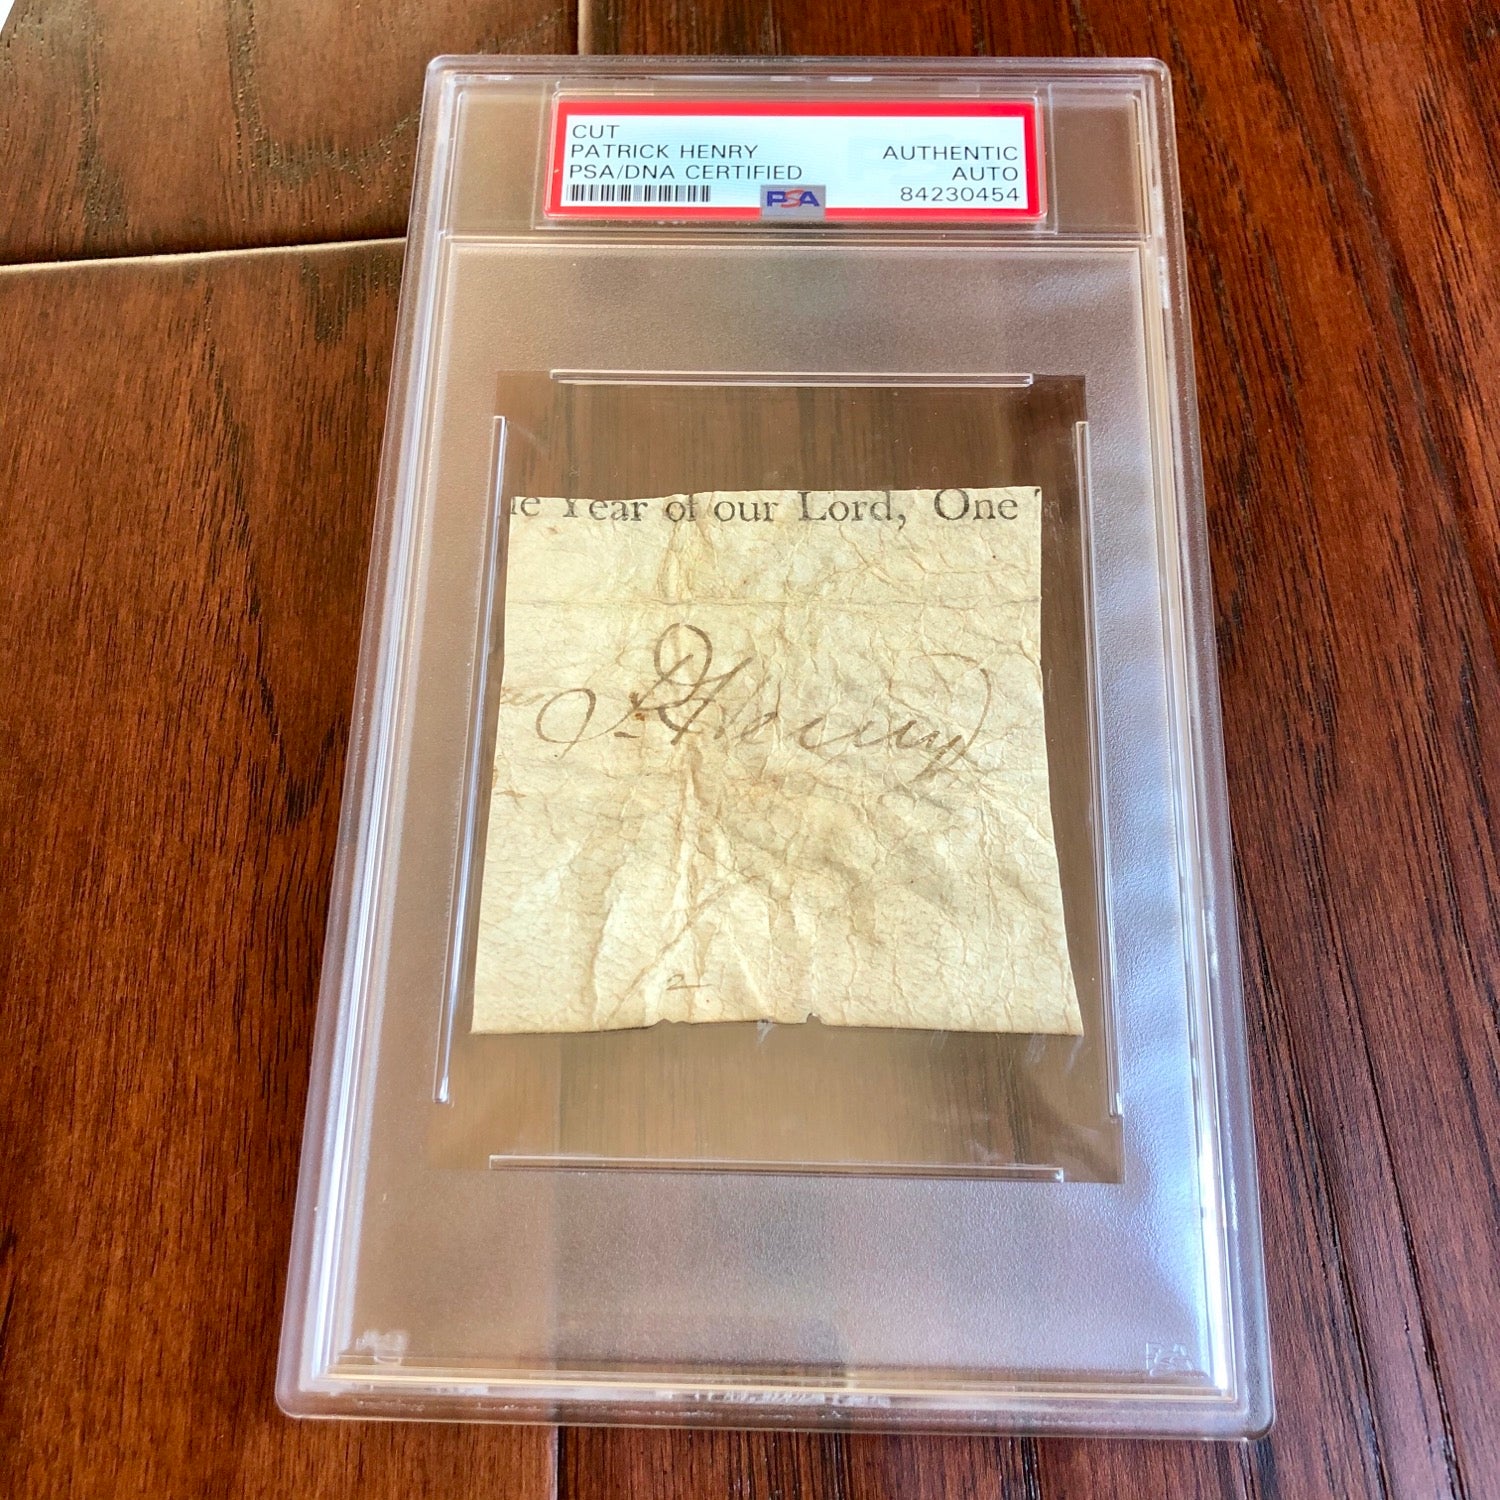 CUT
PATRICK HENRY
PSA/DNA CERTIFIED
AUTHENTIC
AUTO
84230454
PSA
Year of our Lord, One
P. Henry